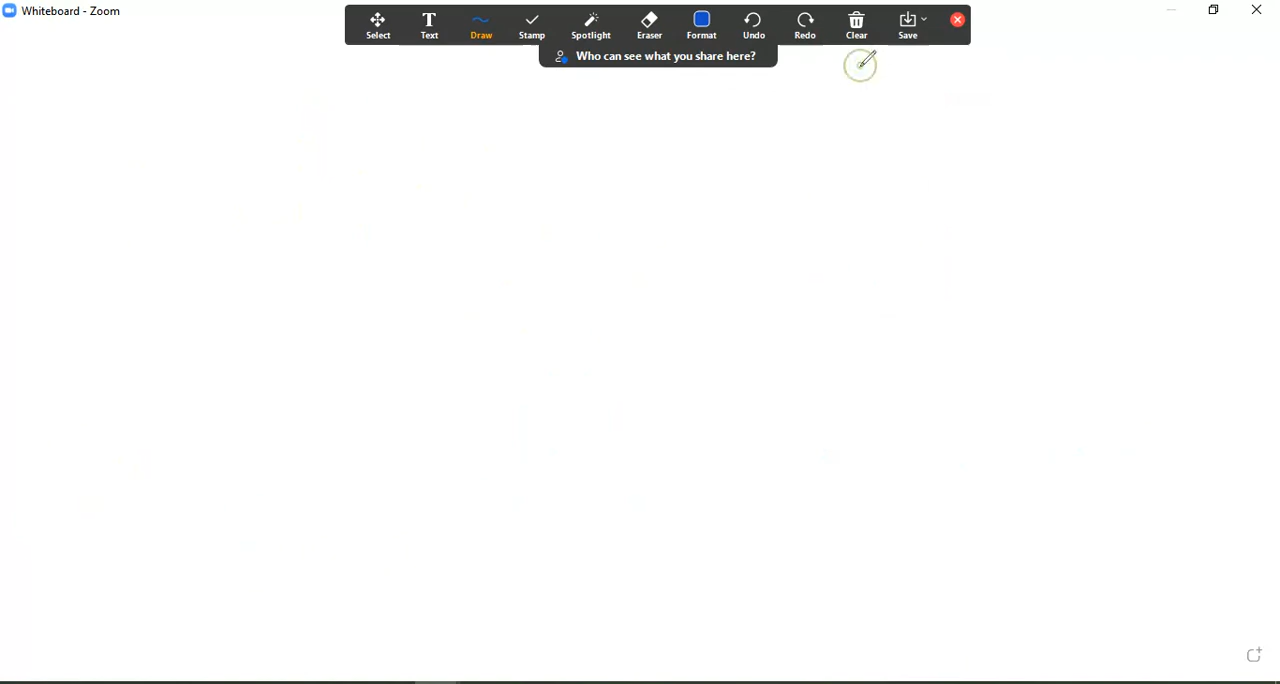 Whiteboard - Zoom
Select Text Draw Stamp Spotlight Eraser Format Undo Redo Clear Save
Who can see what you share here?